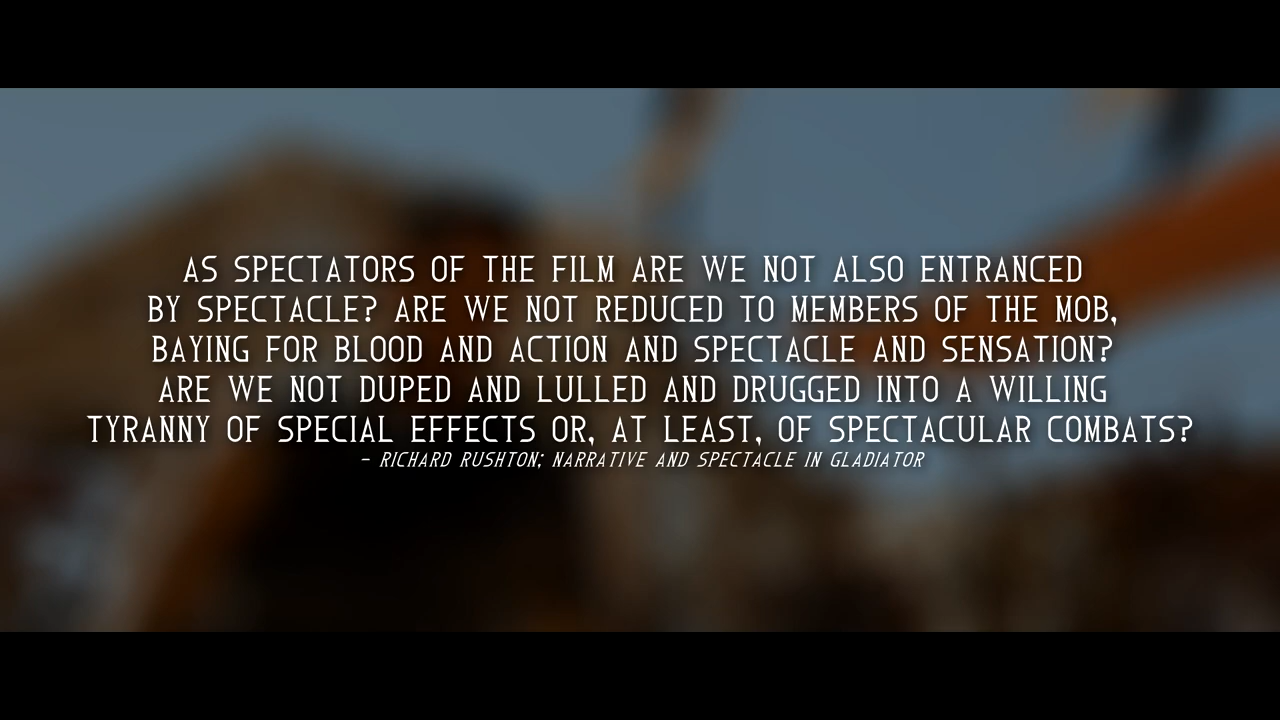 AS SPECTATORS OF THE FILM ARE WE NOT ALSO ENTRANCED
BY SPECTACLE? ARE WE NOT REDUCED TO MEMBERS OF THE MOB,
BAYING FOR BLOOD AND ACTION AND SPECTACLE AND SENSATION?
ARE WE NOT DUPED AND LULLED AND DRUGGED INTO A WILLING
TYRANNY OF SPECIAL EFFECTS OR, AT LEAST, OF SPECTACULAR COMBATS?
- RICHARD RUSHTON; NARRATIVE AND SPECTACLE IN GLADIATOR